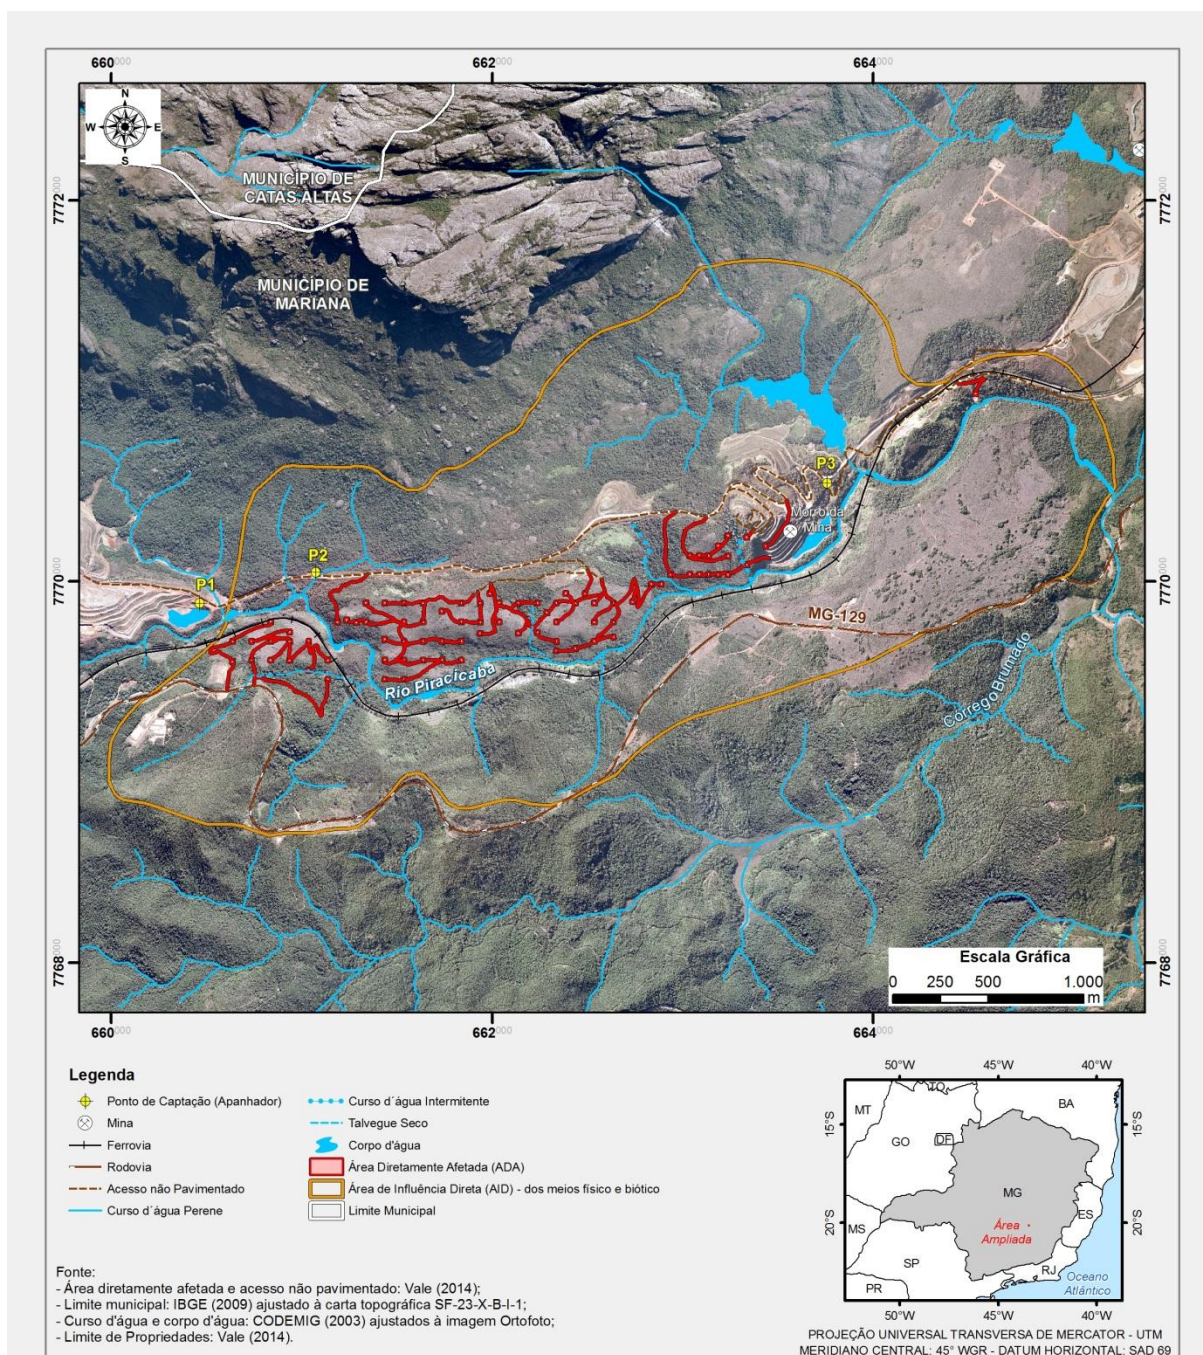 660000 662000 664000
N
W E
S
MUNICÍPIO DE
CATAS ALTAS
7772000 7772000
MUNICÍPIO DE
MARIANA
P3
Morro da
Mina
P2
P1
7770000 7770000
MG-129
Rio Piracicaba
Córrego Brumado
Escala Gráfica
0 250 500 1.000
m
7768000 7768000
660000 662000 664000
Legenda
Ponto de Captação (Apanhador)
Mina
Ferrovia
Rodovia
Acesso não Pavimentado
Curso d´água Perene
Curso d´água Intermitente
Talvegue Seco
Corpo d'água
Área Diretamente Afetada (ADA)
Área de Influência Direta (AID) - dos meios físico e biótico
Limite Municipal
50°W 45°W 40°W
TO
MT BA
15°S 15°S
GO DF
MG
MS ES
20°S 20°S
Área
Ampliada
SP
RJ
PR
Oceano
Atlântico
50°W 45°W 40°W
Fonte:
- Área diretamente afetada e acesso não pavimentado: Vale (2014);
- Limite municipal: IBGE (2009) ajustado à carta topográfica SF-23-X-B-I-1;
- Curso d'água e corpo d'água: CODEMIG (2003) ajustados à imagem Ortofoto;
- Limite de Propriedades: Vale (2014).
PROJEÇÃO UNIVERSAL TRANSVERSA DE MERCATOR - UTM
MERIDIANO CENTRAL: 45° WGR - DATUM HORIZONTAL: SAD 69